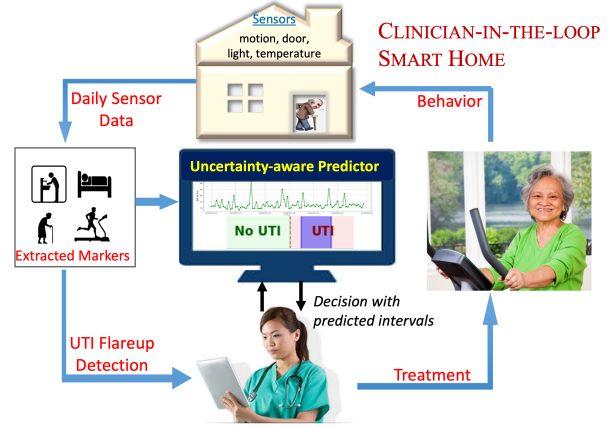 Sensors
motion, door,
light, temperature
CLINICIAN-IN-THE-LOOP
SMART HOME
Daily Sensor
Data
Behavior
Uncertainty-aware Predictor
No UTI
UTI
Extracted Markers
Decision with
predicted intervals
UTI Flareup
Detection
Treatment